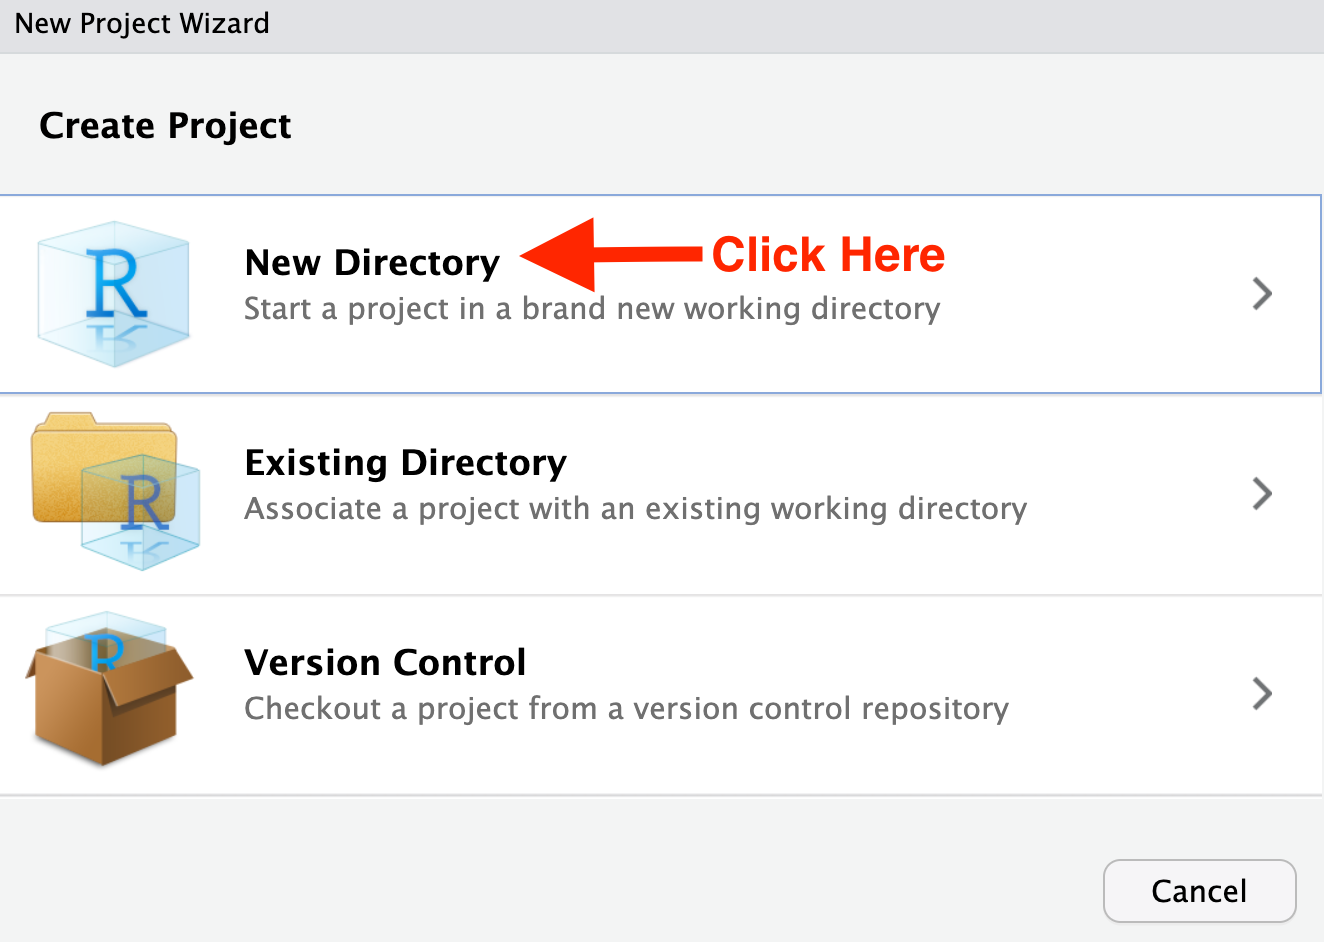 New Project Wizard
Create Project
R
New Directory
Click Here
Start a project in a brand new working directory
R
Existing Directory
Associate a project with an existing working directory
R
Version Control
Checkout a project from a version control repository
Cancel